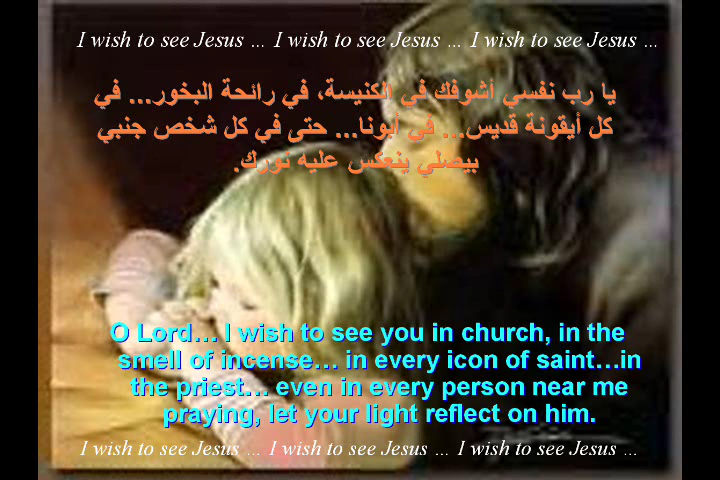 I wish to see Jesus ... I wish to see Jesus ... I wish to see Jesus ...
يا رب نفسي أشوفك في الكنيسة، في رائحة البخور... في
كل أيقونة قديس... في أبونا... حتى في كل شخص جنبي
بيصلي ينعكس عليه نورك.
O Lord... I wish to see you in church, in the
smell of incense... in every icon of saint...in
the priest... even in every person near me
praying, let your light reflect on him.
I wish to see Jesus ... I wish to see Jesus ... I wish to see Jesus ...